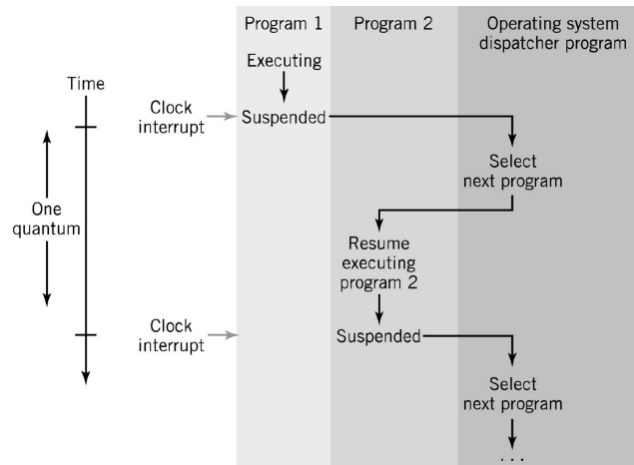 Program 1
Program 2
Operating system
dispatcher program
Executing
Time
Clock
interrupt
Suspended
Select
next program
One
quantum
Resume
executing
program 2
Clock
interrupt
Suspended
Select
next program
...